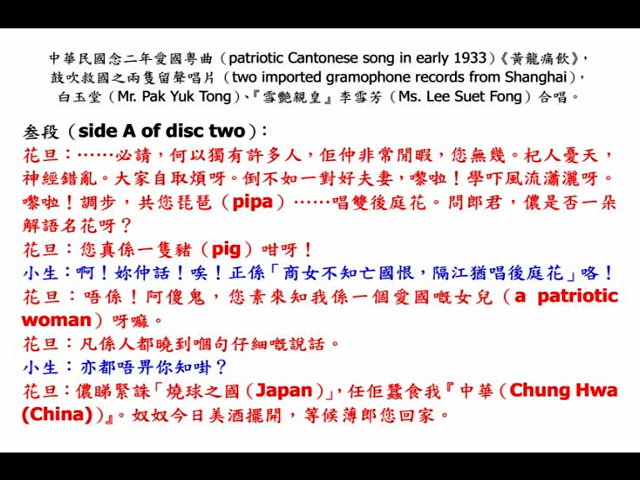 中華民國念二年愛國粵曲（patriotic Cantonese song in early 1933）《黃龍痛飲》，
鼓吹救國之兩隻留聲唱片（two imported gramophone records from Shanghai），
白玉堂（Mr. Pak Yuk Tong）、『雪艷親皇』李雪芳（Ms. Lee Suet Fong）合唱。
叁段（side A of disc two）：
花旦：……必請，何以獨有許多人，佢仲非常閒暇，您無幾。杞人憂天，
神經錯亂。大家自取煩呀。倒不如一對好夫妻，嚟啦！學吓風流瀟灑呀。
嚟啦！調步，共您琵琶（pipa）……唱雙後庭花。問郎君，儂是否一朵
解語名花呀？
花旦：您真係一隻豬（pig）咁呀！
小生：啊！妳仲話！唉！正係「商女不知亡國恨，隔江猶唱後庭花」咯！
花旦：唔係！阿傻鬼，您素來知我係一個愛國嘅女兒（a patriotic
woman）呀嘛。
花旦：凡係人都曉到嗰句仔細嘅說話。
小生：亦都唔畀你知啩？
花旦：儂睇緊誅「燒球之國（Japan）」，任佢蠶食我『中華（Chung Hwa
(China)）』。奴奴今日美酒擺開，等候薄郎您回家。